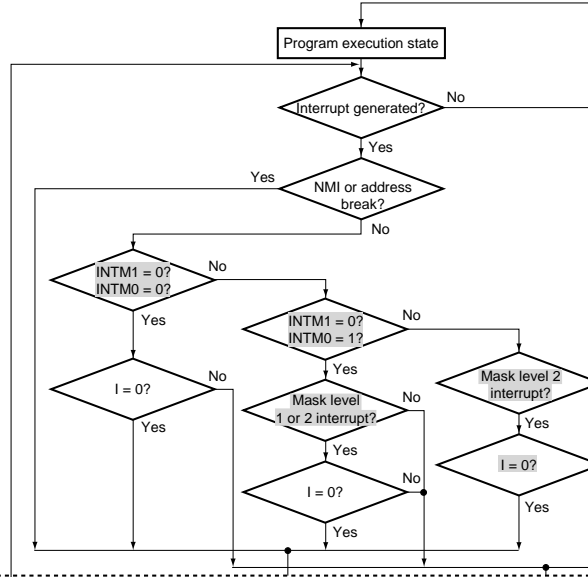 Program execution state
Interrupt generated?
No
Yes
Yes
NMI or address
break?
No
INTM1 = 0?
INTM0 = 0?
No
Yes
INTM1 = 0?
INTM0 = 1?
No
Yes
I = 0?
No
Yes
Mask level
1 or 2 interrupt?
No
Yes
Mask level 2
interrupt?
Yes
I = 0?
No
Yes
I = 0?
Yes